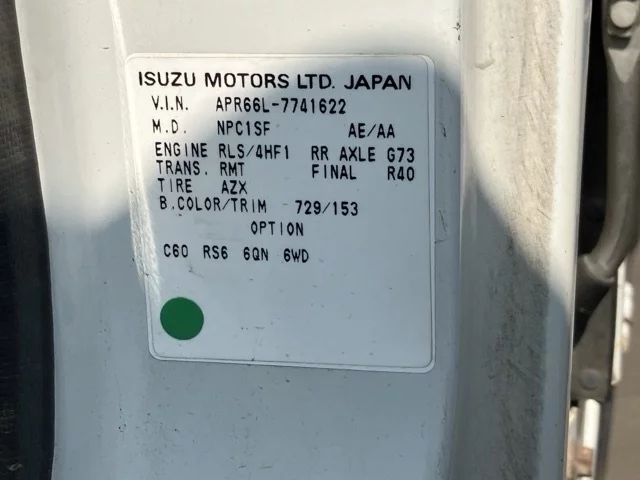 ISUZU MOTORS LTD. JAPAN
V.I.N. APR66L-7741622
M.D. NPC1SF AE/AA
ENGINE RLS/4HF1 RR AXLE G73
TRANS. RMT FINAL R40
TIRE AZX
B.COLOR/TRIM 729/153
OPTION
C60 RS6 6QN 6WD